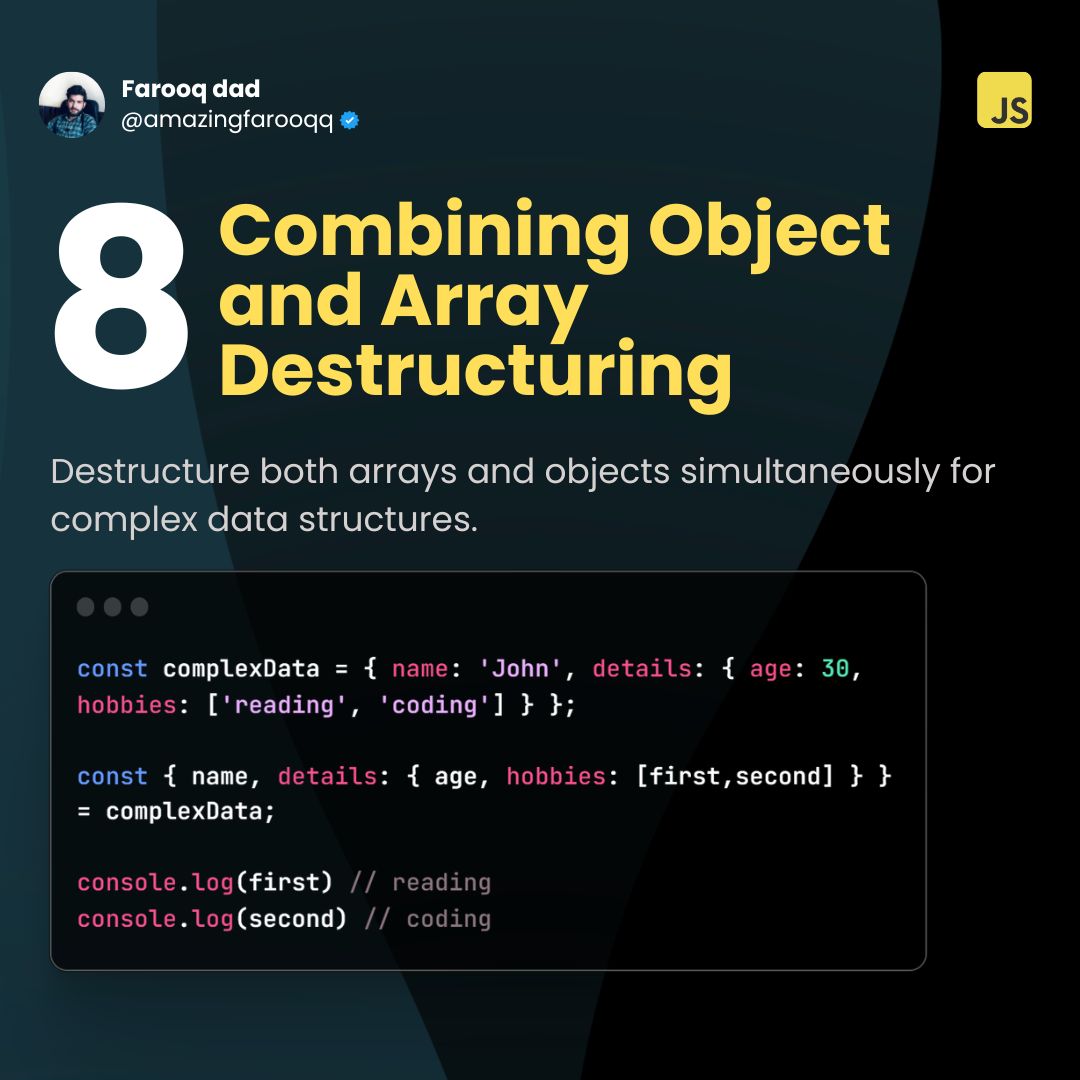 Farooq dad
@amazingfarooqq
JS
8
Combining Object
and Array
Destructuring
Destructure both arrays and objects simultaneously for
complex data structures.
const complexData = { name: 'John', details: { age: 30,
hobbies: ['reading', 'coding'] } };
const { name, details: { age, hobbies: [first,second] } }
= complexData;
console.log(first) // reading
console.log(second) // coding